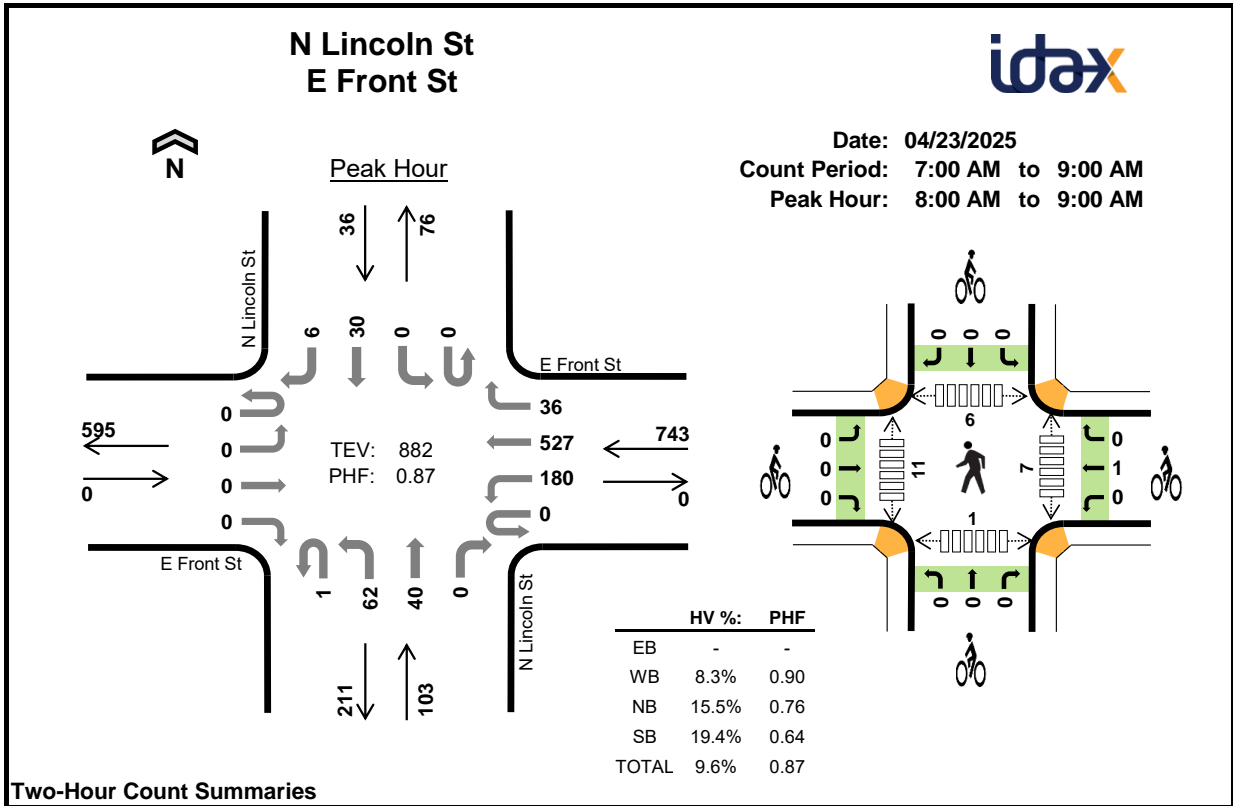 N Lincoln St
E Front St
idax
N
Peak Hour
Date: 04/23/2025
Count Period: 7:00 AM to 9:00 AM
Peak Hour: 8:00 AM to 9:00 AM
36
76
N Lincoln St
6
30
0
0
E Front St
0
0
0
0
595
0
TEV: 882
PHF: 0.87
36
527
180
0
743
0
E Front St
1
62
40
0
N Lincoln St
211
103
0
0
0
6
0
0
0
11
7
0
1
0
1
0
0
0
HV %: PHF
EB - -
WB 8.3% 0.90
NB 15.5% 0.76
SB 19.4% 0.64
TOTAL 9.6% 0.87
Two-Hour Count Summaries